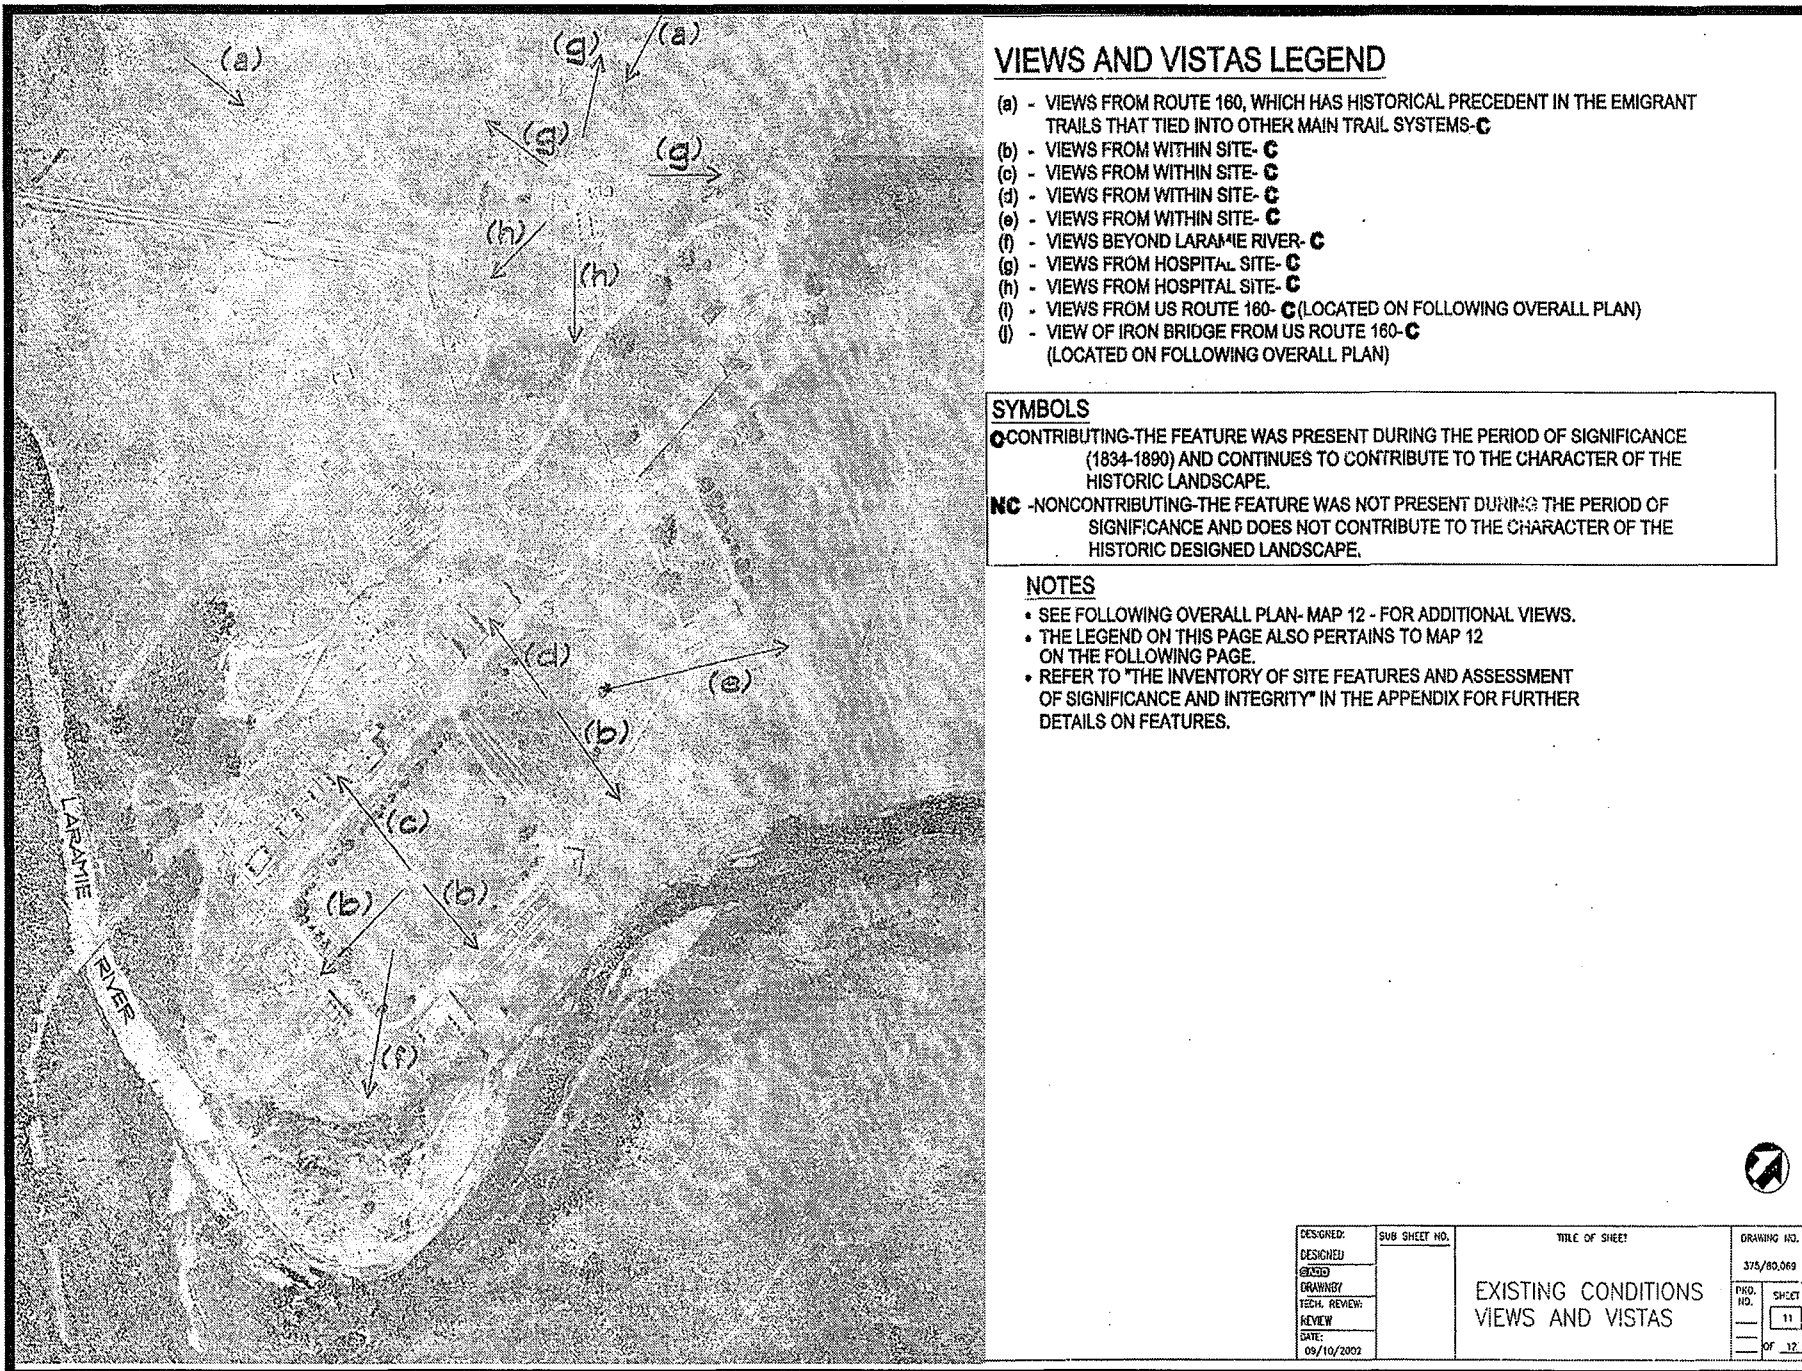 (a)
(g)
(a)
(g)
(g)
(h)
(h)
(d)
(e)
(b)
(c)
(b)
(b)
(f)
LARAMIE
RIVER
VIEWS AND VISTAS LEGEND
(a) - VIEWS FROM ROUTE 160, WHICH HAS HISTORICAL PRECEDENT IN THE EMIGRANT
TRAILS THAT TIED INTO OTHER MAIN TRAIL SYSTEMS-C
(b) - VIEWS FROM WITHIN SITE- C
(c) - VIEWS FROM WITHIN SITE- C
(d) - VIEWS FROM WITHIN SITE- C
(e) - VIEWS FROM WITHIN SITE- C
(f) - VIEWS BEYOND LARAMIE RIVER- C
(g) - VIEWS FROM HOSPITAL SITE- C
(h) - VIEWS FROM HOSPITAL SITE- C
(i) - VIEWS FROM US ROUTE 160- C (LOCATED ON FOLLOWING OVERALL PLAN)
(j) - VIEW OF IRON BRIDGE FROM US ROUTE 160-C
(LOCATED ON FOLLOWING OVERALL PLAN)
SYMBOLS
C-CONTRIBUTING-THE FEATURE WAS PRESENT DURING THE PERIOD OF SIGNIFICANCE
(1834-1890) AND CONTINUES TO CONTRIBUTE TO THE CHARACTER OF THE
HISTORIC LANDSCAPE.
NC -NONCONTRIBUTING-THE FEATURE WAS NOT PRESENT DURING THE PERIOD OF
SIGNIFICANCE AND DOES NOT CONTRIBUTE TO THE CHARACTER OF THE
HISTORIC DESIGNED LANDSCAPE.
NOTES
• SEE FOLLOWING OVERALL PLAN- MAP 12 - FOR ADDITIONAL VIEWS.
• THE LEGEND ON THIS PAGE ALSO PERTAINS TO MAP 12
ON THE FOLLOWING PAGE.
• REFER TO "THE INVENTORY OF SITE FEATURES AND ASSESSMENT
OF SIGNIFICANCE AND INTEGRITY" IN THE APPENDIX FOR FURTHER
DETAILS ON FEATURES.
DESIGNED:
DESIGNED
CADD
DRAWNBY
TECH. REVIEW:
REVIEW
DATE:
09/10/2002
SUB SHEET NO.
TITLE OF SHEET
EXISTING CONDITIONS
VIEWS AND VISTAS
DRAWING NO.
375/80,069
PKG.
NO.
SHEET
11
OF 12